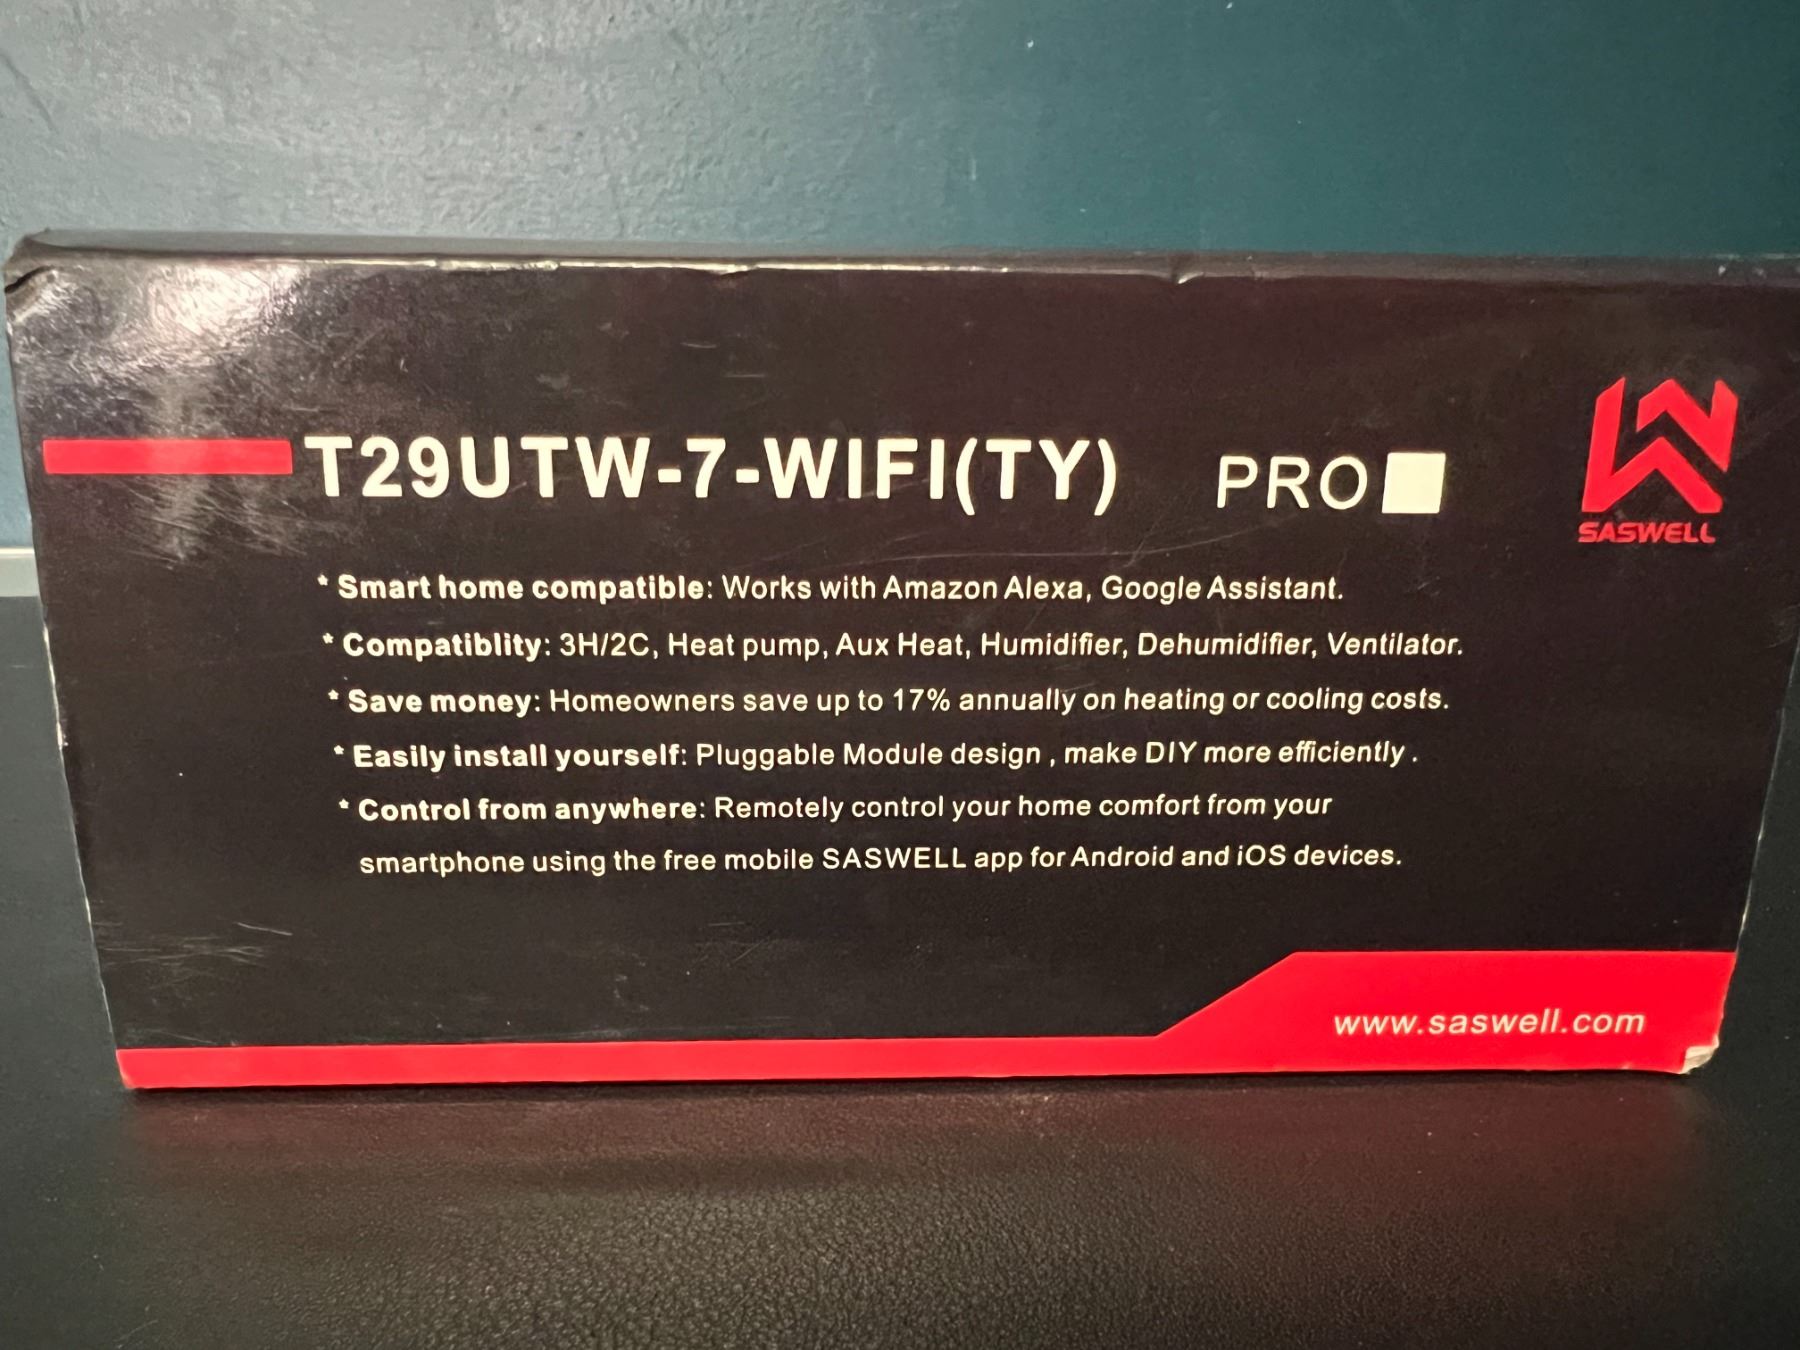 T29UTW-7-WIFI(TY) PRO
SASWELL
* Smart home compatible: Works with Amazon Alexa, Google Assistant.
* Compatiblity: 3H/2C, Heat pump, Aux Heat, Humidifier, Dehumidifier, Ventilator.
* Save money: Homeowners save up to 17% annually on heating or cooling costs.
* Easily install yourself: Pluggable Module design , make DIY more efficiently .
* Control from anywhere: Remotely control your home comfort from your
smartphone using the free mobile SASWELL app for Android and iOS devices.
www.saswell.com